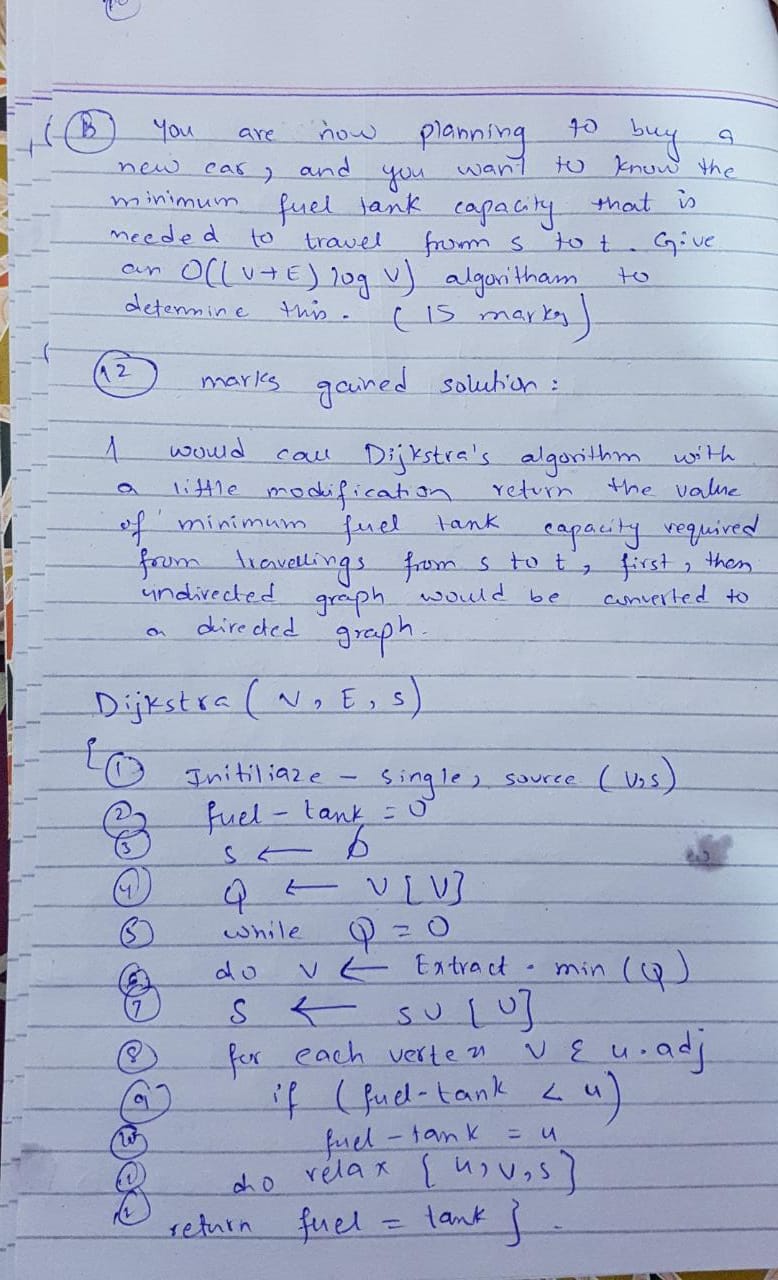 (B) You are now planning to buy a
new car, and you want to know the
minimum fuel tank capacity that is
needed to travel from s to t. Give
an O((V+E) log V) algoritham to
determine this. (15 marks)
(12) marks gained solution:
I would call Dijkstra's algorithm with
a little modification return the value
of minimum fuel tank capacity required
from travellings from s to t, first, then
undirected graph would be converted to
a directed graph.
Dijkstra (V, E, s)
{
(1) Initiliaze - single, source (V,s)
(2) fuel-tank = 0
(3) s ← ϕ
(4) Q ← V[V]
(5) while Q = 0
(6) do v ← Extract - min (Q)
(7) S ← SU [U]
(8) for each vertex v ε u.adj
(9) if (fuel-tank < u)
(10) fuel-tank = u
(11) do relax [u,v,s]
(12) return fuel = tank }